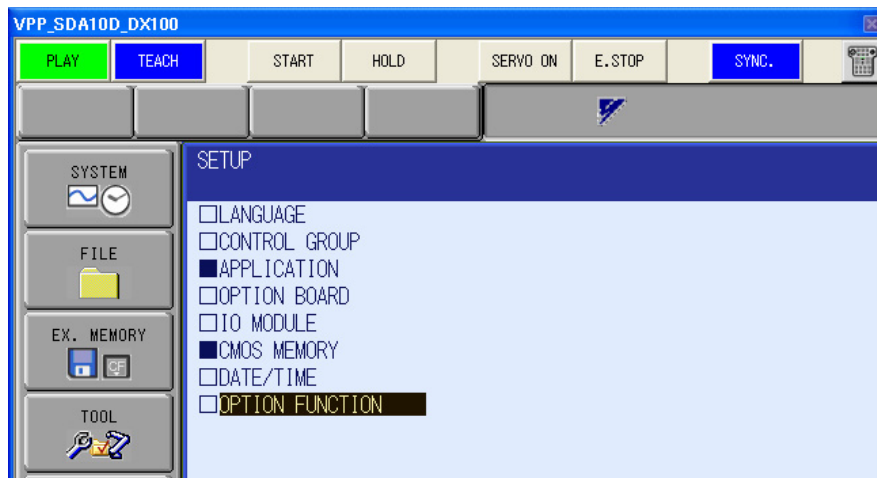 VPP_SDA10D_DX100
PLAY TEACH START HOLD SERVO ON E.STOP SYNC.
SYSTEM
FILE
EX. MEMORY
CF
TOOL
SETUP
LANGUAGE
CONTROL GROUP
APPLICATION
OPTION BOARD
IO MODULE
CMOS MEMORY
DATE/TIME
OPTION FUNCTION